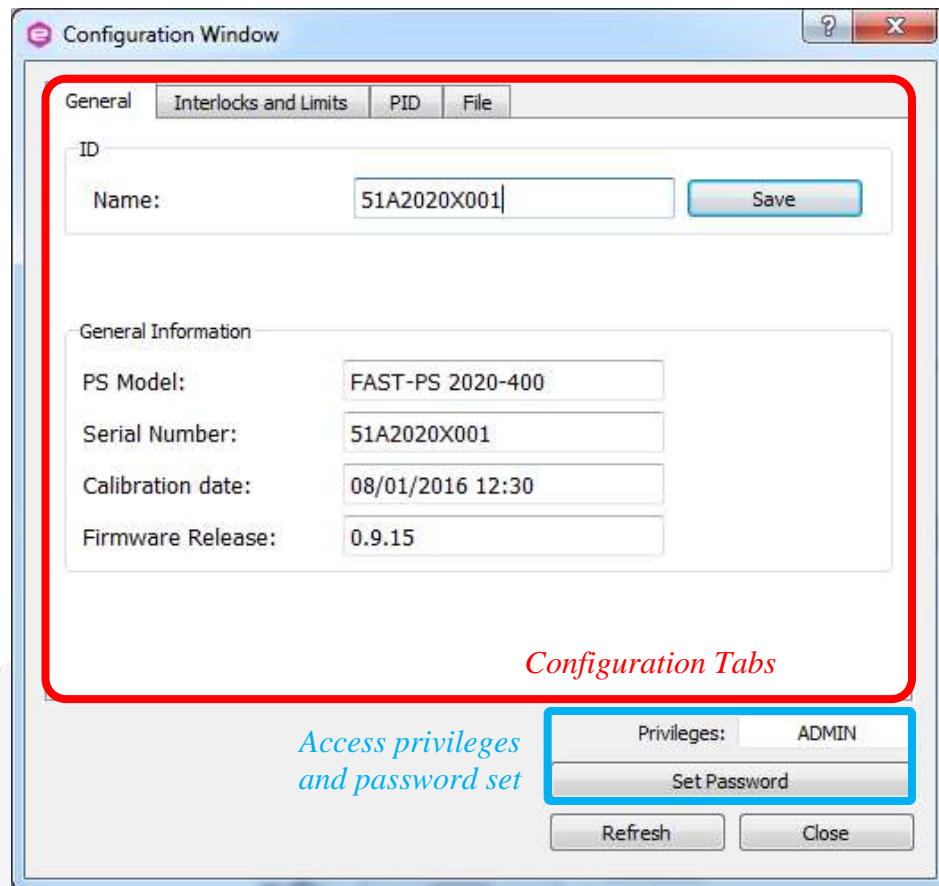 Configuration Window
General Interlocks and Limits PID File
ID
Name: 51A2020X001 Save
General Information
PS Model: FAST-PS 2020-400
Serial Number: 51A2020X001
Calibration date: 08/01/2016 12:30
Firmware Release: 0.9.15
Configuration Tabs
Access privileges
and password set
Privileges: ADMIN
Set Password
Refresh Close